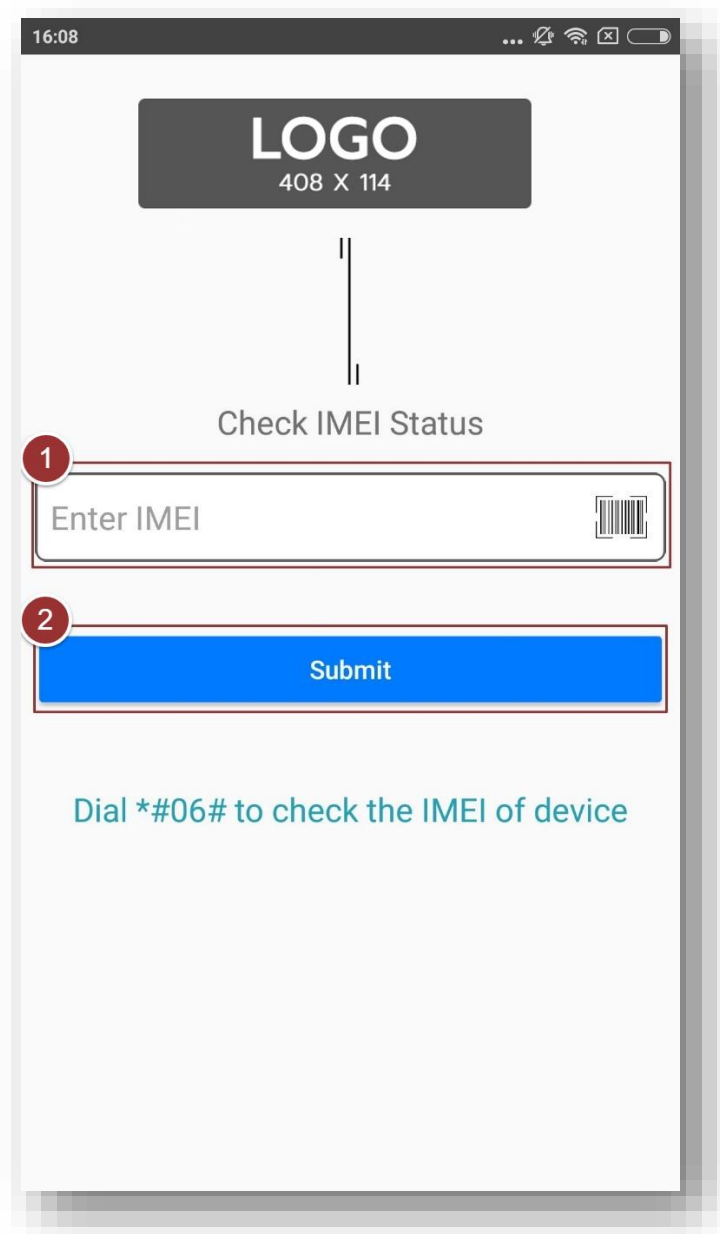 16:08
LOGO
408 X 114
Check IMEI Status
1
Enter IMEI
2
Submit
Dial *#06# to check the IMEI of device